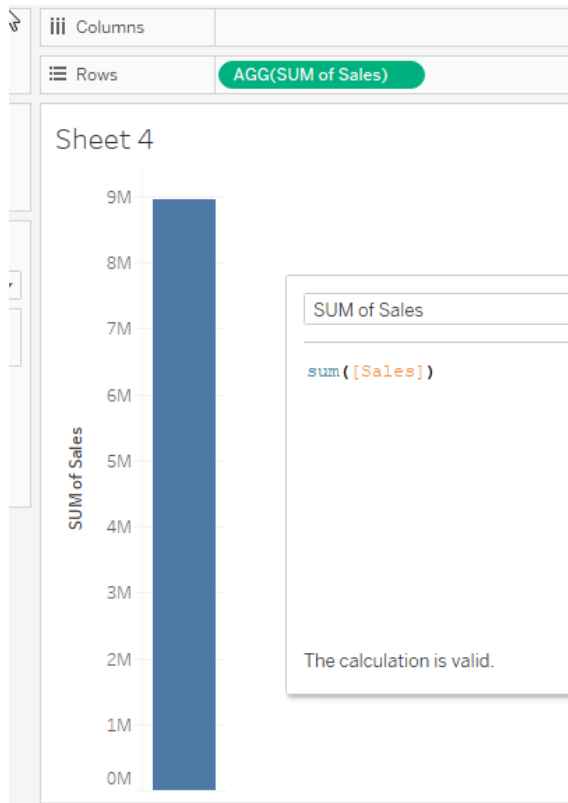 Columns
Rows
AGG(SUM of Sales)
Sheet 4
9M
8M
7M
6M
5M
4M
3M
2M
1M
0M
SUM of Sales
SUM of Sales
sum([Sales])
The calculation is valid.